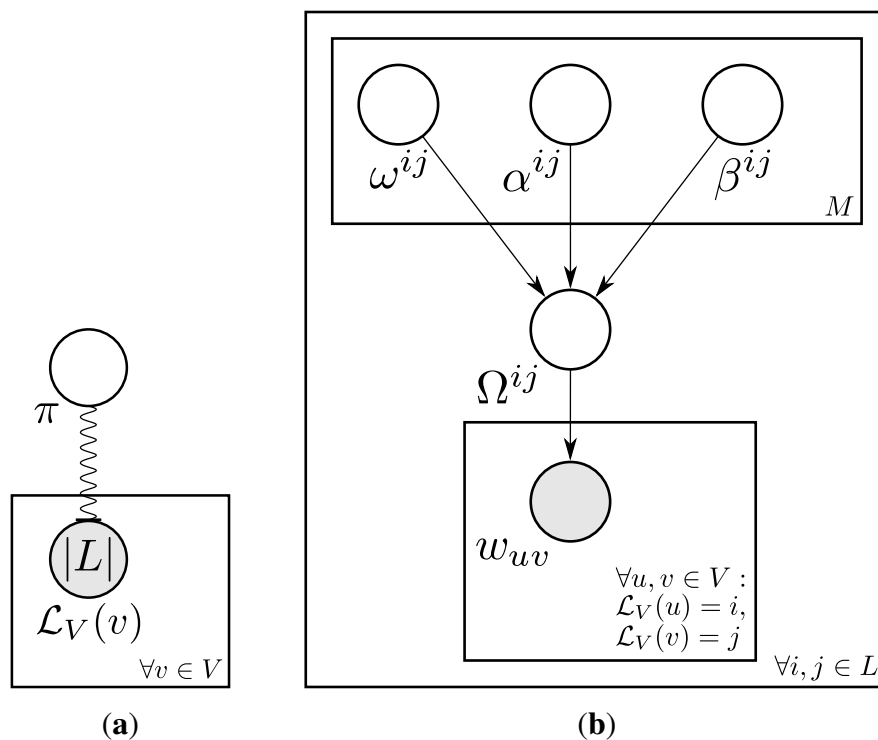 π
|L|
𝓛_V(v)
∀v ∈ V
(a)
ω^{ij}
α^{ij}
β^{ij}
M
Ω^{ij}
w_{uv}
∀u, v ∈ V :
𝓛_V(u) = i,
𝓛_V(v) = j
∀i, j ∈ L
(b)